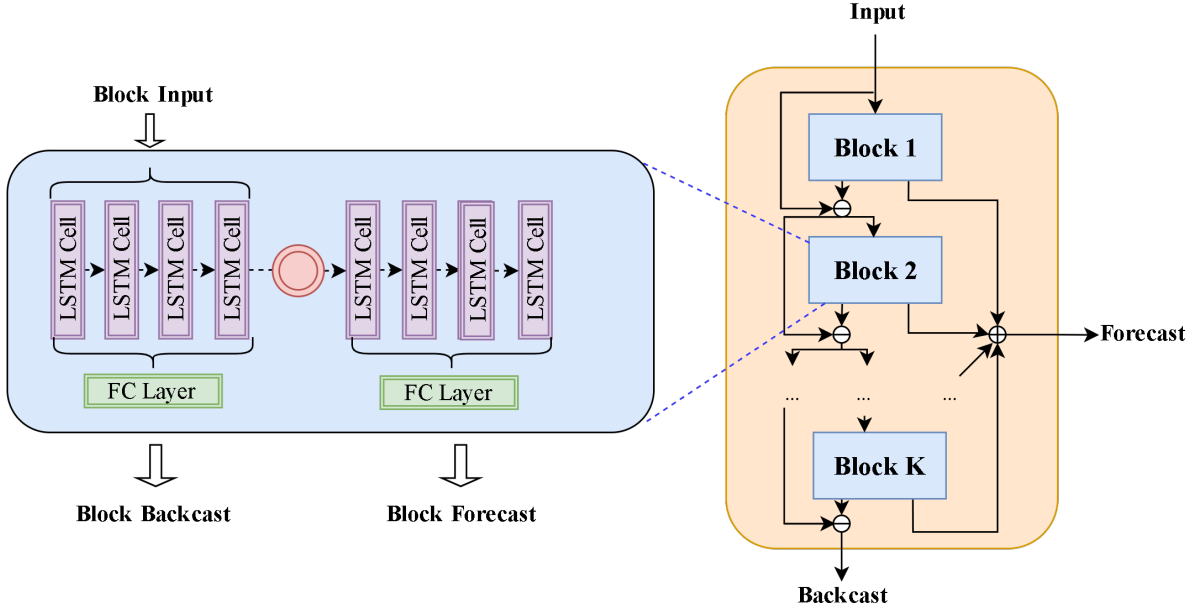 Block Input
LSTM Cell
LSTM Cell
LSTM Cell
LSTM Cell
LSTM Cell
LSTM Cell
LSTM Cell
LSTM Cell
FC Layer
FC Layer
Block Backcast
Block Forecast
Input
Block 1
Block 2
Forecast
... ... ...
Block K
Backcast